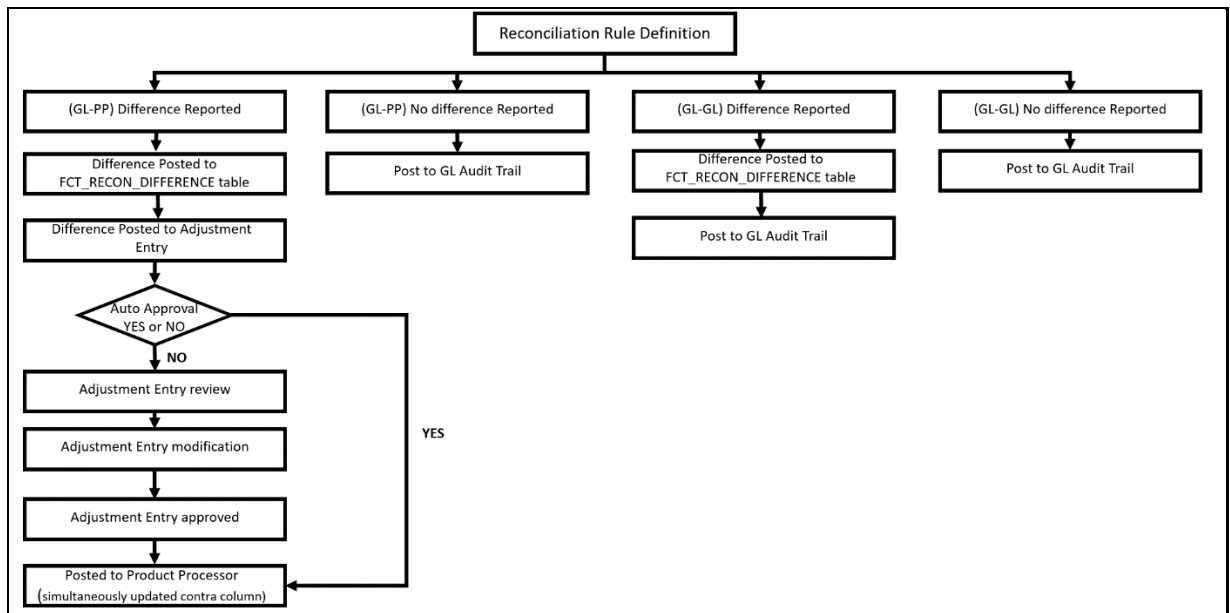 Reconciliation Rule Definition
(GL-PP) Difference Reported
(GL-PP) No difference Reported
(GL-GL) Difference Reported
(GL-GL) No difference Reported
Difference Posted to
FCT_RECON_DIFFERENCE table
Post to GL Audit Trail
Difference Posted to
FCT_RECON_DIFFERENCE table
Post to GL Audit Trail
Difference Posted to Adjustment
Entry
Post to GL Audit Trail
Auto Approval
YES or NO
NO
Adjustment Entry review
YES
Adjustment Entry modification
Adjustment Entry approved
Posted to Product Processor
(simultaneously updated contra column)